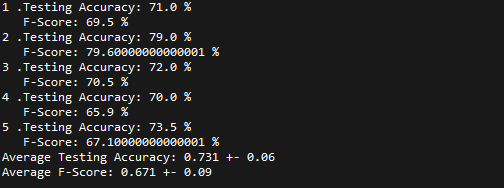 1 .Testing Accuracy: 71.0 %
F-Score: 69.5 %
2 .Testing Accuracy: 79.0 %
F-Score: 79.60000000000001 %
3 .Testing Accuracy: 72.0 %
F-Score: 70.5 %
4 .Testing Accuracy: 70.0 %
F-Score: 65.9 %
5 .Testing Accuracy: 73.5 %
F-Score: 67.10000000000001 %
Average Testing Accuracy: 0.731 +- 0.06
Average F-Score: 0.671 +- 0.09